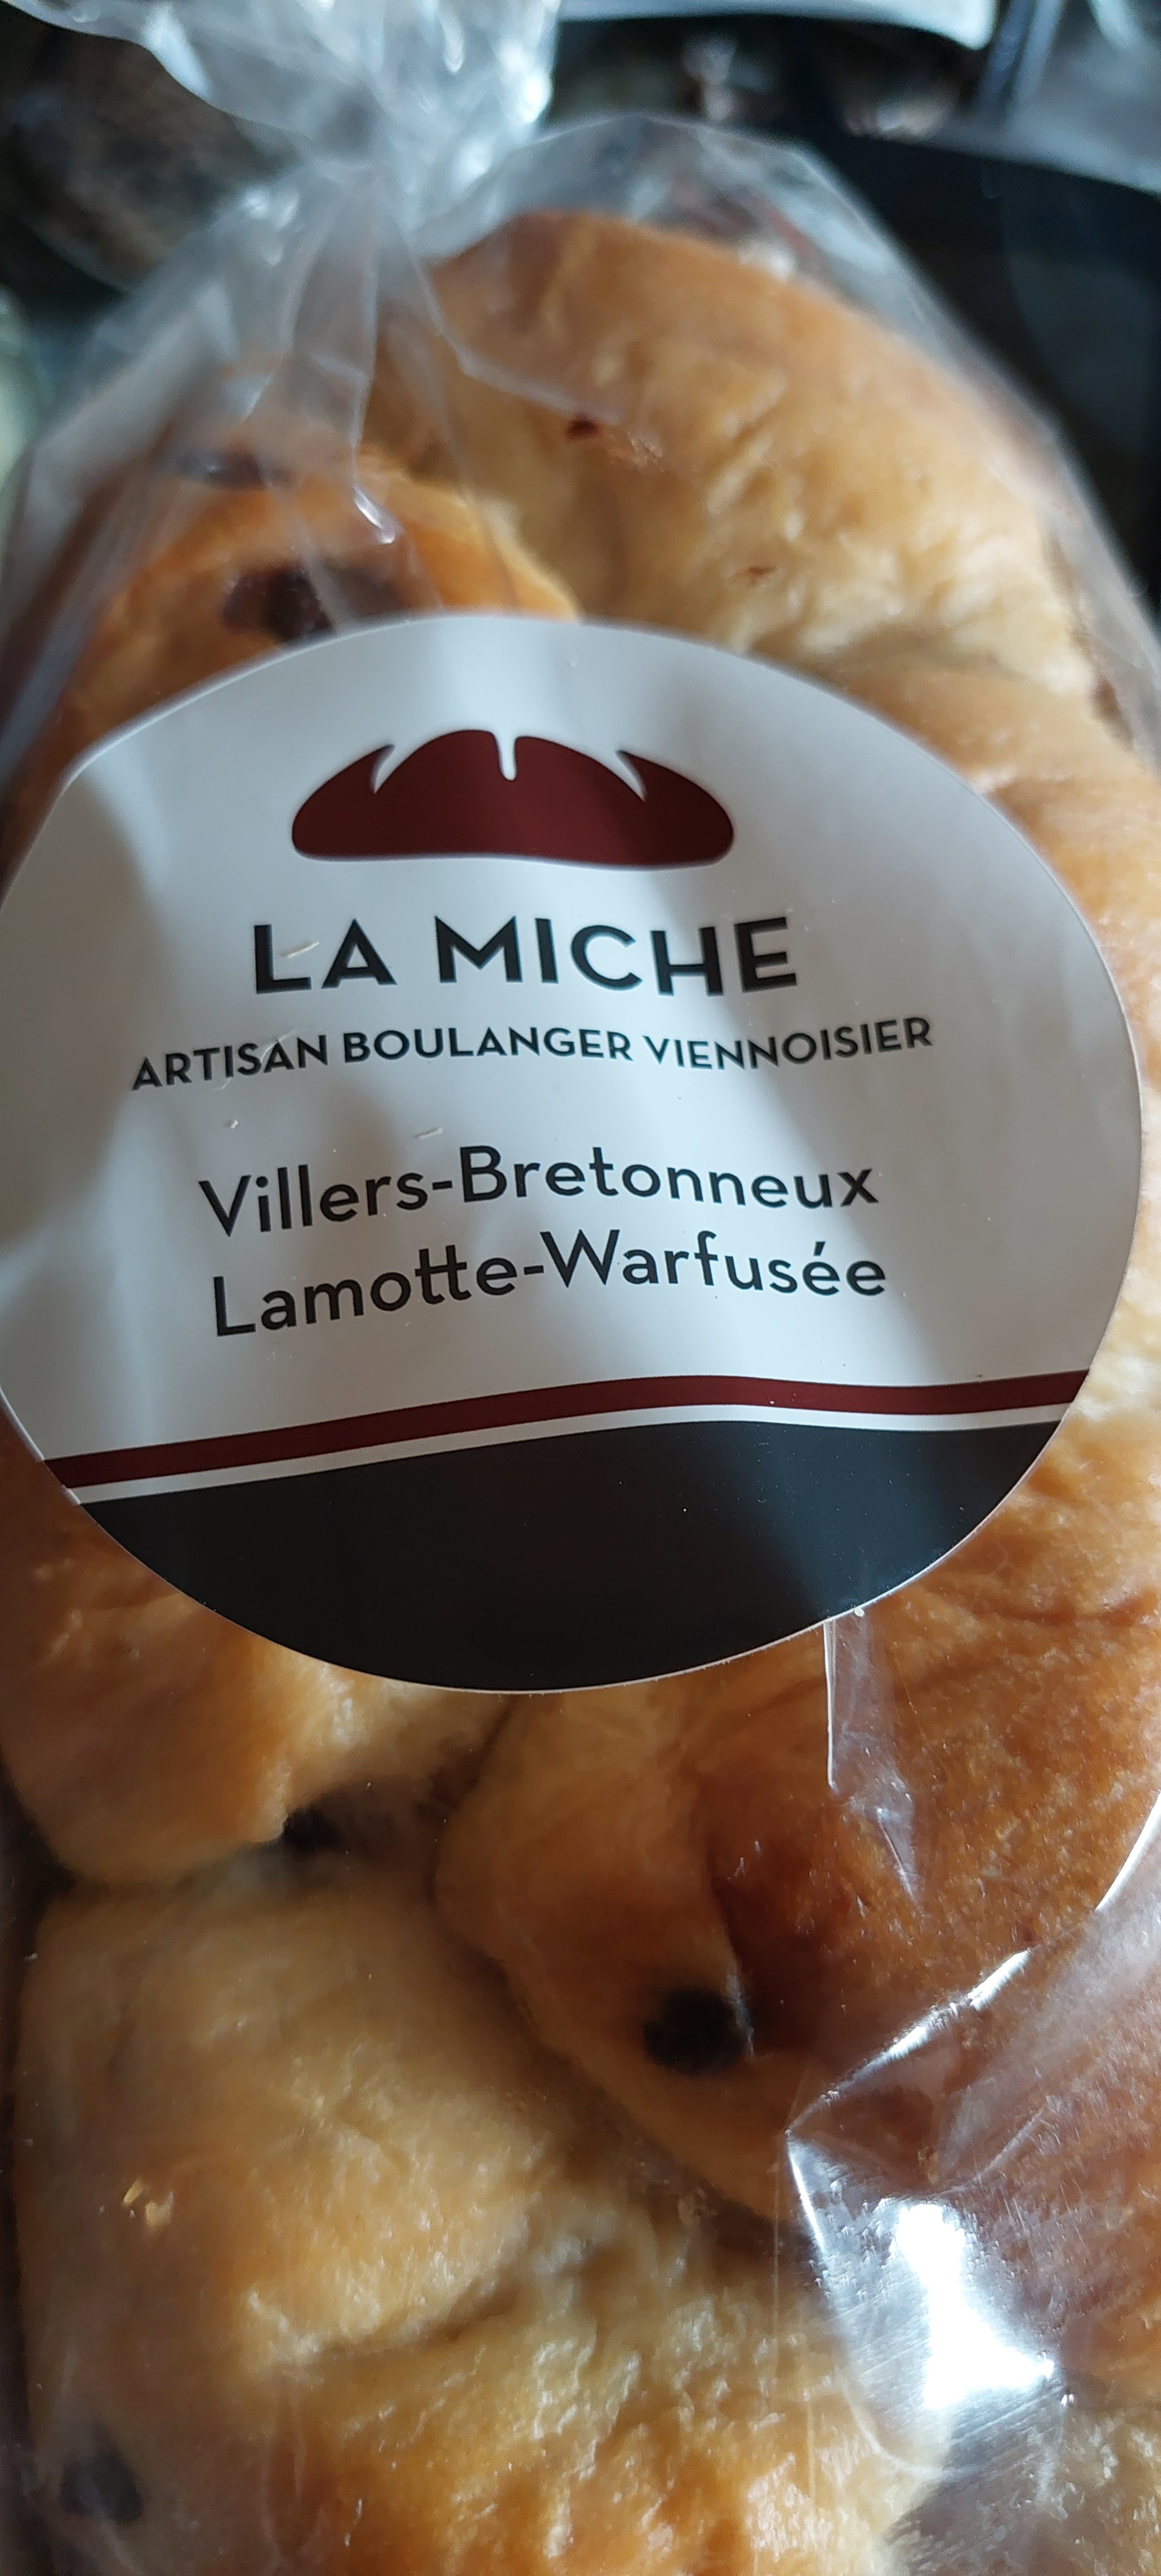 LA MICHE
ARTISAN BOULANGER VIENNOISIER
Villers-Bretonneux
Lamotte-Warfusée